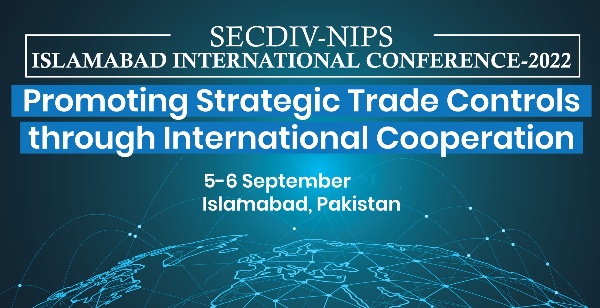 SECDIV-NIPS
ISLAMABAD INTERNATIONAL CONFERENCE-2022
Promoting Strategic Trade Controls
through International Cooperation
5-6 September
Islamabad, Pakistan